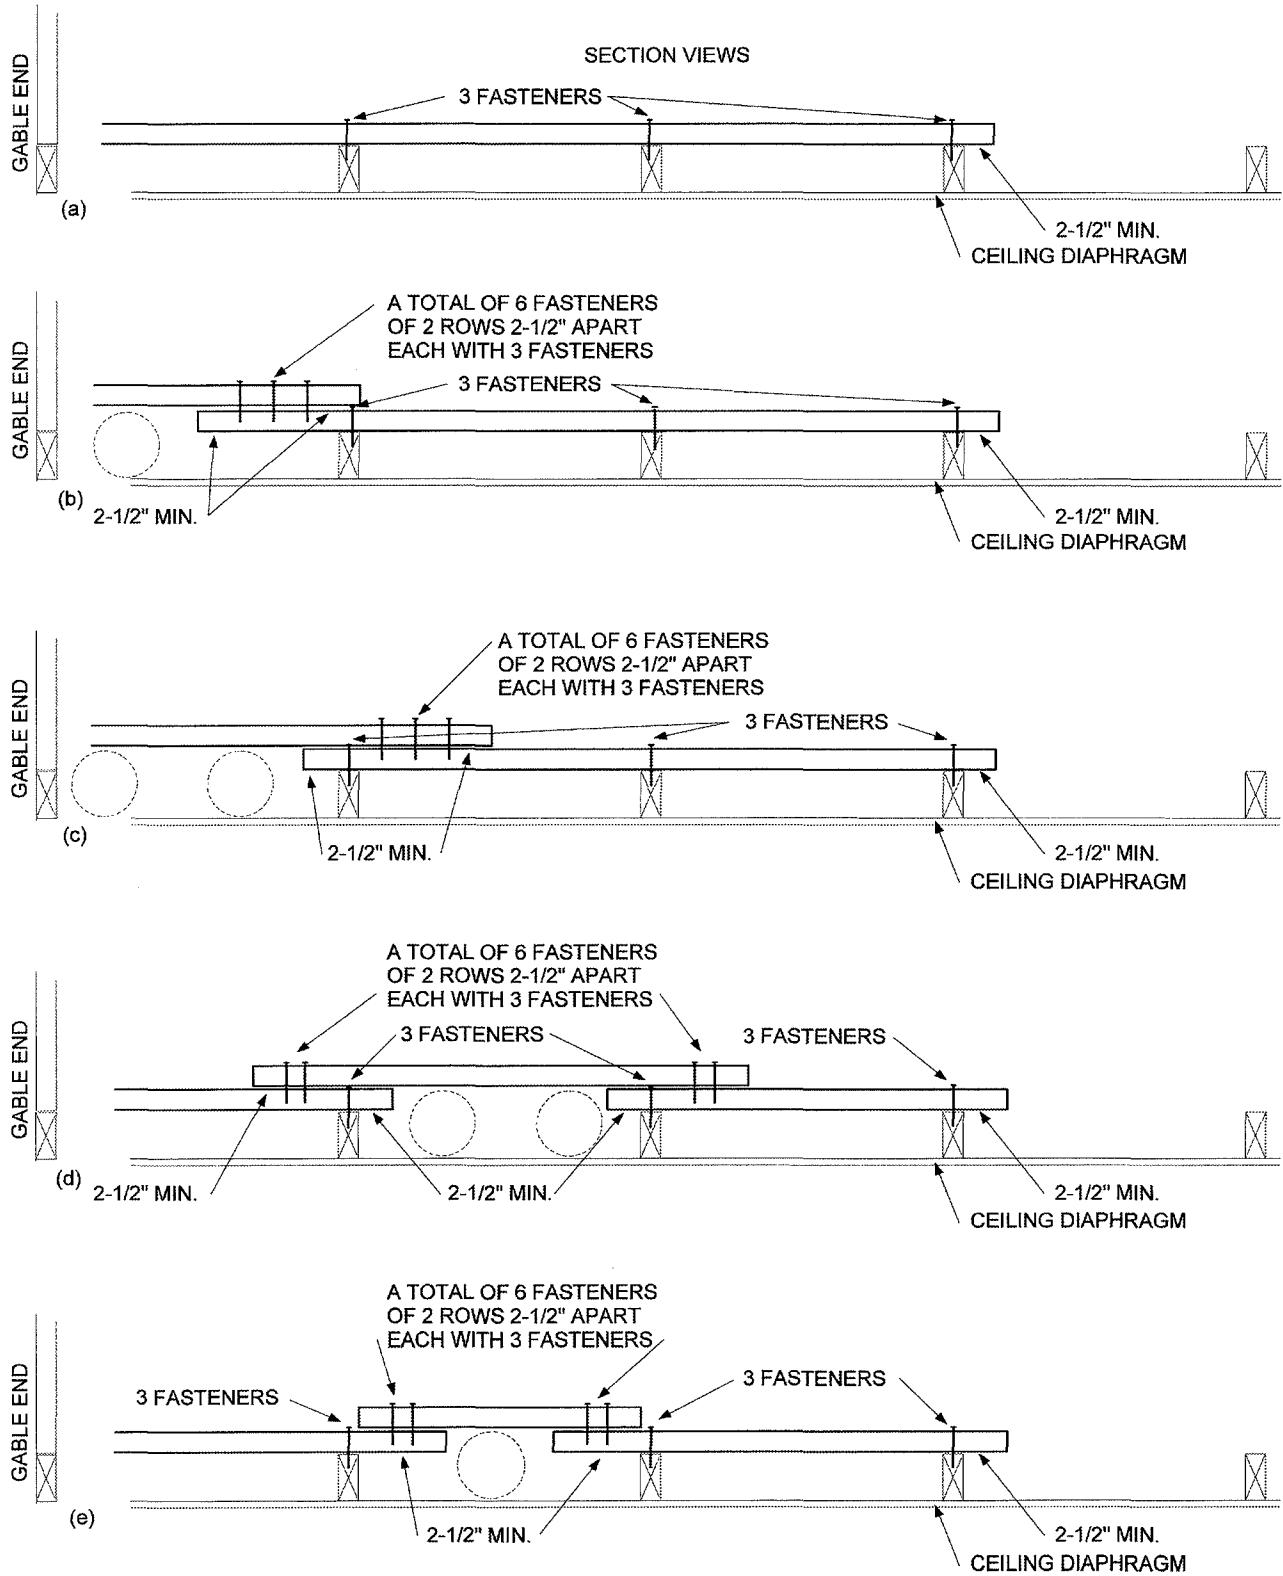 SECTION VIEWS
GABLE END
3 FASTENERS
(a)
2-1/2" MIN.
CEILING DIAPHRAGM
A TOTAL OF 6 FASTENERS
OF 2 ROWS 2-1/2" APART
EACH WITH 3 FASTENERS
GABLE END
3 FASTENERS
(b)
2-1/2" MIN.
2-1/2" MIN.
CEILING DIAPHRAGM
A TOTAL OF 6 FASTENERS
OF 2 ROWS 2-1/2" APART
EACH WITH 3 FASTENERS
GABLE END
3 FASTENERS
(c)
2-1/2" MIN.
2-1/2" MIN.
CEILING DIAPHRAGM
A TOTAL OF 6 FASTENERS
OF 2 ROWS 2-1/2" APART
EACH WITH 3 FASTENERS
GABLE END
3 FASTENERS
3 FASTENERS
(d)
2-1/2" MIN.
2-1/2" MIN.
2-1/2" MIN.
CEILING DIAPHRAGM
A TOTAL OF 6 FASTENERS
OF 2 ROWS 2-1/2" APART
EACH WITH 3 FASTENERS
GABLE END
3 FASTENERS
3 FASTENERS
(e)
2-1/2" MIN.
2-1/2" MIN.
CEILING DIAPHRAGM